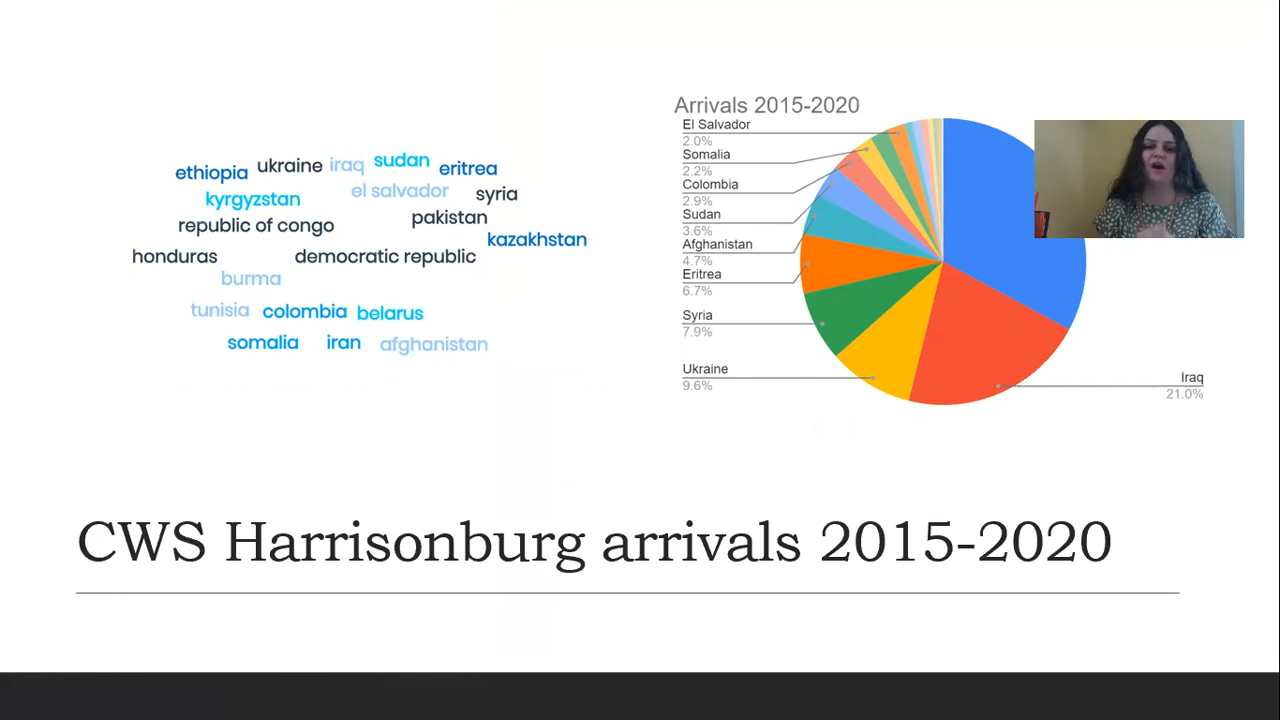 ethiopia ukraine iraq sudan eritrea
kyrgyzstan el salvador syria
republic of congo pakistan
kazakhstan
honduras democratic republic
burma
tunisia colombia belarus
somalia iran afghanistan
Arrivals 2015-2020
El Salvador
2.0%
Somalia
2.2%
Colombia
2.9%
Sudan
3.6%
Afghanistan
4.7%
Eritrea
6.7%
Syria
7.9%
Ukraine
9.6%
Iraq
21.0%
CWS Harrisonburg arrivals 2015-2020